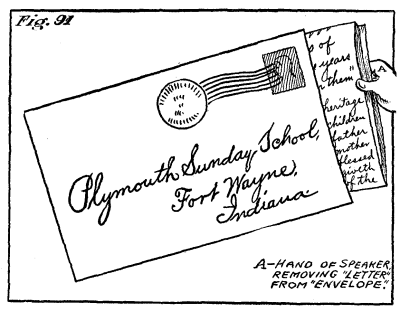 Fig. 91
of
years
them"
heritage
children
father
mother
blessed
giveth
of the
A
Plymouth Sunday School,
Fort Wayne,
Indiana
A-HAND OF SPEAKER
REMOVING "LETTER"
FROM "ENVELOPE."